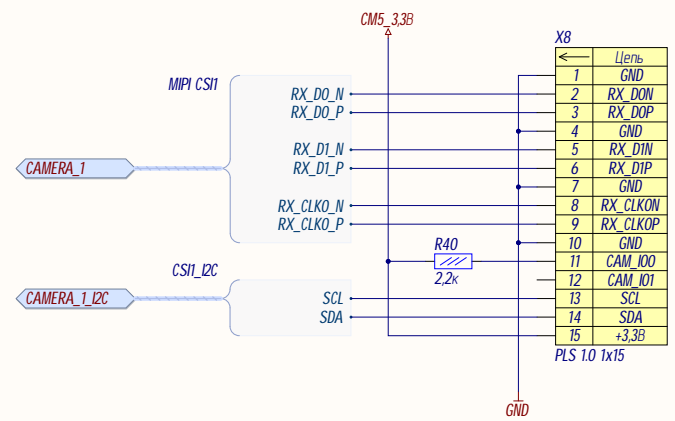 CM5_3,3В
X8
Цепь
1 GND
MIPI CSI1
RX_D0_N
2 RX_D0N
RX_D0_P
3 RX_D0P
4 GND
RX_D1_N
5 RX_D1N
CAMERA_1
RX_D1_P
6 RX_D1P
7 GND
RX_CLK0_N
8 RX_CLK0N
RX_CLK0_P
9 RX_CLK0P
R40
10 GND
11 CAM_IO0
CSI1_I2C
2,2к
12 CAM_IO1
CAMERA_1_I2C
SCL
13 SCL
SDA
14 SDA
15 +3,3В
PLS 1.0 1x15
GND